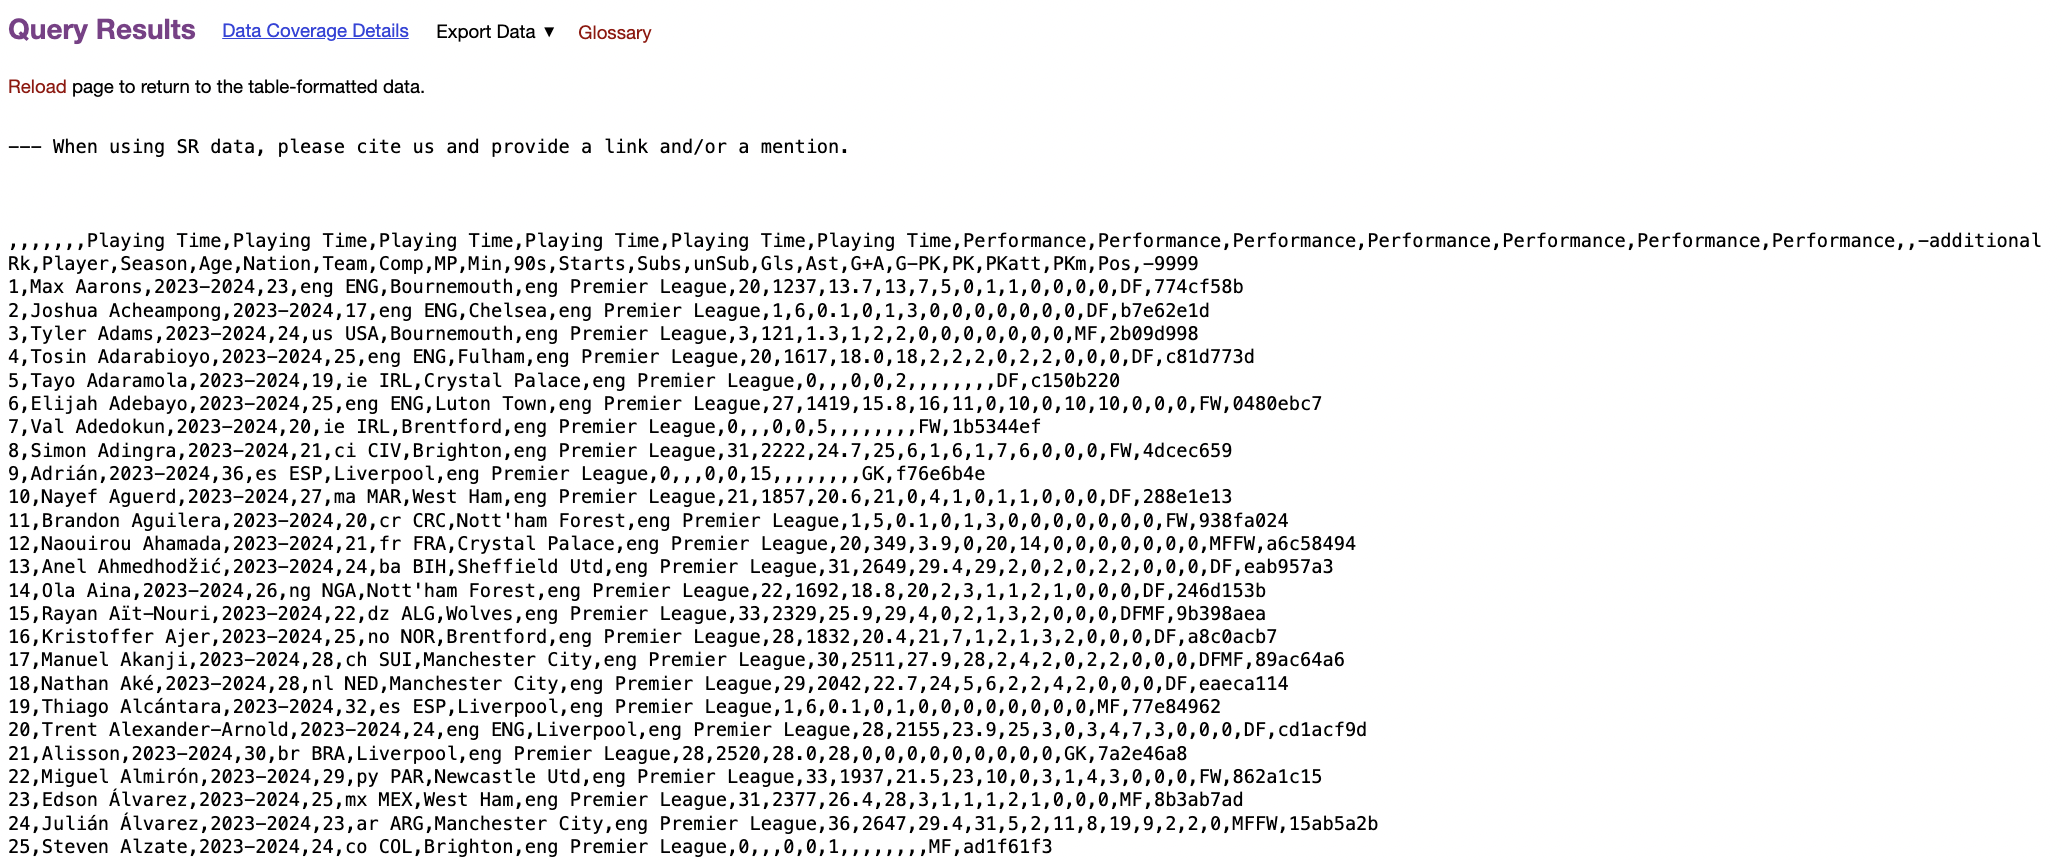 Query Results Data Coverage Details Export Data ▼ Glossary
Reload page to return to the table-formatted data.
--- When using SR data, please cite us and provide a link and/or a mention.
,,,,,,,Playing Time,Playing Time,Playing Time,Playing Time,Playing Time,Playing Time,Performance,Performance,Performance,Performance,Performance,Performance,Performance,,-additional
Rk,Player,Season,Age,Nation,Team,Comp,MP,Min,90s,Starts,Subs,unSub,Gls,Ast,G+A,G-PK,PK,PKatt,PKm,Pos,-9999
1,Max Aarons,2023-2024,23,eng ENG,Bournemouth,eng Premier League,20,1237,13.7,13,7,5,0,1,1,0,0,0,0,DF,774cf58b
2,Joshua Acheampong,2023-2024,17,eng ENG,Chelsea,eng Premier League,1,6,0.1,0,1,3,0,0,0,0,0,0,0,DF,b7e62e1d
3,Tyler Adams,2023-2024,24,us USA,Bournemouth,eng Premier League,3,121,1.3,1,2,2,0,0,0,0,0,0,0,MF,2b09d998
4,Tosin Adarabioyo,2023-2024,25,eng ENG,Fulham,eng Premier League,20,1617,18.0,18,2,2,2,0,2,2,0,0,0,DF,c81d773d
5,Tayo Adaramola,2023-2024,19,ie IRL,Crystal Palace,eng Premier League,0,,,0,0,2,,,,,,,,DF,c150b220
6,Elijah Adebayo,2023-2024,25,eng ENG,Luton Town,eng Premier League,27,1419,15.8,16,11,0,10,0,10,10,0,0,0,FW,0480ebc7
7,Val Adedokun,2023-2024,20,ie IRL,Brentford,eng Premier League,0,,,0,0,5,,,,,,,,FW,1b5344ef
8,Simon Adingra,2023-2024,21,ci CIV,Brighton,eng Premier League,31,2222,24.7,25,6,1,6,1,7,6,0,0,0,FW,4dcec659
9,Adrián,2023-2024,36,es ESP,Liverpool,eng Premier League,0,,,0,0,15,,,,,,,,GK,f76e6b4e
10,Nayef Aguerd,2023-2024,27,ma MAR,West Ham,eng Premier League,21,1857,20.6,21,0,4,1,0,1,1,0,0,0,DF,288e1e13
11,Brandon Aguilera,2023-2024,20,cr CRC,Nott'ham Forest,eng Premier League,1,5,0.1,0,1,3,0,0,0,0,0,0,0,FW,938fa024
12,Naouirou Ahamada,2023-2024,21,fr FRA,Crystal Palace,eng Premier League,20,349,3.9,0,20,14,0,0,0,0,0,0,0,MFFW,a6c58494
13,Anel Ahmedhodžić,2023-2024,24,ba BIH,Sheffield Utd,eng Premier League,31,2649,29.4,29,2,0,2,0,2,2,0,0,0,DF,eab957a3
14,Ola Aina,2023-2024,26,ng NGA,Nott'ham Forest,eng Premier League,22,1692,18.8,20,2,3,1,1,2,1,0,0,0,DF,246d153b
15,Rayan Aït-Nouri,2023-2024,22,dz ALG,Wolves,eng Premier League,33,2329,25.9,29,4,0,2,1,3,2,0,0,0,DFMF,9b398aea
16,Kristoffer Ajer,2023-2024,25,no NOR,Brentford,eng Premier League,28,1832,20.4,21,7,1,2,1,3,2,0,0,0,DF,a8c0acb7
17,Manuel Akanji,2023-2024,28,ch SUI,Manchester City,eng Premier League,30,2511,27.9,28,2,4,2,0,2,2,0,0,0,DFMF,89ac64a6
18,Nathan Aké,2023-2024,28,nl NED,Manchester City,eng Premier League,29,2042,22.7,24,5,6,2,2,4,2,0,0,0,DF,eaeca114
19,Thiago Alcántara,2023-2024,32,es ESP,Liverpool,eng Premier League,1,6,0.1,0,1,0,0,0,0,0,0,0,0,MF,77e84962
20,Trent Alexander-Arnold,2023-2024,24,eng ENG,Liverpool,eng Premier League,28,2155,23.9,25,3,0,3,4,7,3,0,0,0,DF,cd1acf9d
21,Alisson,2023-2024,30,br BRA,Liverpool,eng Premier League,28,2520,28.0,28,0,0,0,0,0,0,0,0,0,GK,7a2e46a8
22,Miguel Almirón,2023-2024,29,py PAR,Newcastle Utd,eng Premier League,33,1937,21.5,23,10,0,3,1,4,3,0,0,0,FW,862a1c15
23,Edson Álvarez,2023-2024,25,mx MEX,West Ham,eng Premier League,31,2377,26.4,28,3,1,1,1,2,1,0,0,0,MF,8b3ab7ad
24,Julián Álvarez,2023-2024,23,ar ARG,Manchester City,eng Premier League,36,2647,29.4,31,5,2,11,8,19,9,2,2,0,MFFW,15ab5a2b
25,Steven Alzate,2023-2024,24,co COL,Brighton,eng Premier League,0,,,0,0,1,,,,,,,,MF,ad1f61f3